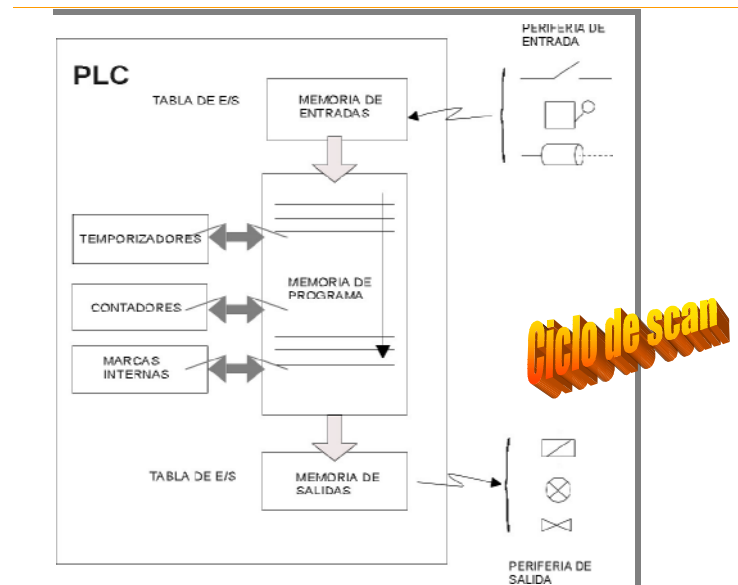 PERIFERIA DE
ENTRADA
PLC
TABLA DE E/S
MEMORIA DE
ENTRADAS
TEMPORIZADORES
MEMORIA DE
PROGRAMA
CONTADORES
MARCAS
INTERNAS
Ciclo de scan
TABLA DE E/S
MEMORIA DE
SALIDAS
PERIFERIA DE
SALIDA